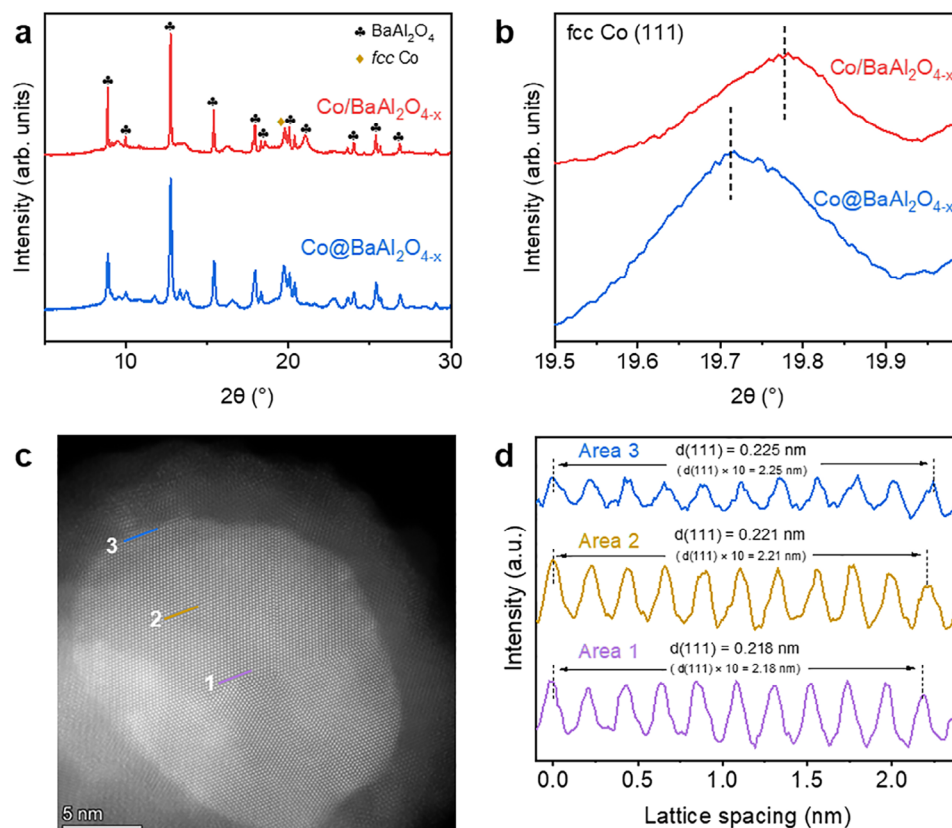 a
♣ BaAl₂O₄
♦ fcc Co
Co/BaAl₂O₄₋ₓ
Co@BaAl₂O₄₋ₓ
Intensity (arb. units)
10 20 30
2θ (°)
b
fcc Co (111)
Co/BaAl₂O₄₋ₓ
Co@BaAl₂O₄₋ₓ
Intensity (arb. units)
19.5 19.6 19.7 19.8 19.9
2θ (°)
c
3
2
1
5 nm
d
Area 3 d(111) = 0.225 nm
( d(111) × 10 = 2.25 nm)
Area 2 d(111) = 0.221 nm
( d(111) × 10 = 2.21 nm)
Area 1 d(111) = 0.218 nm
( d(111) × 10 = 2.18 nm)
Intensity (a.u.)
0.0 0.5 1.0 1.5 2.0
Lattice spacing (nm)